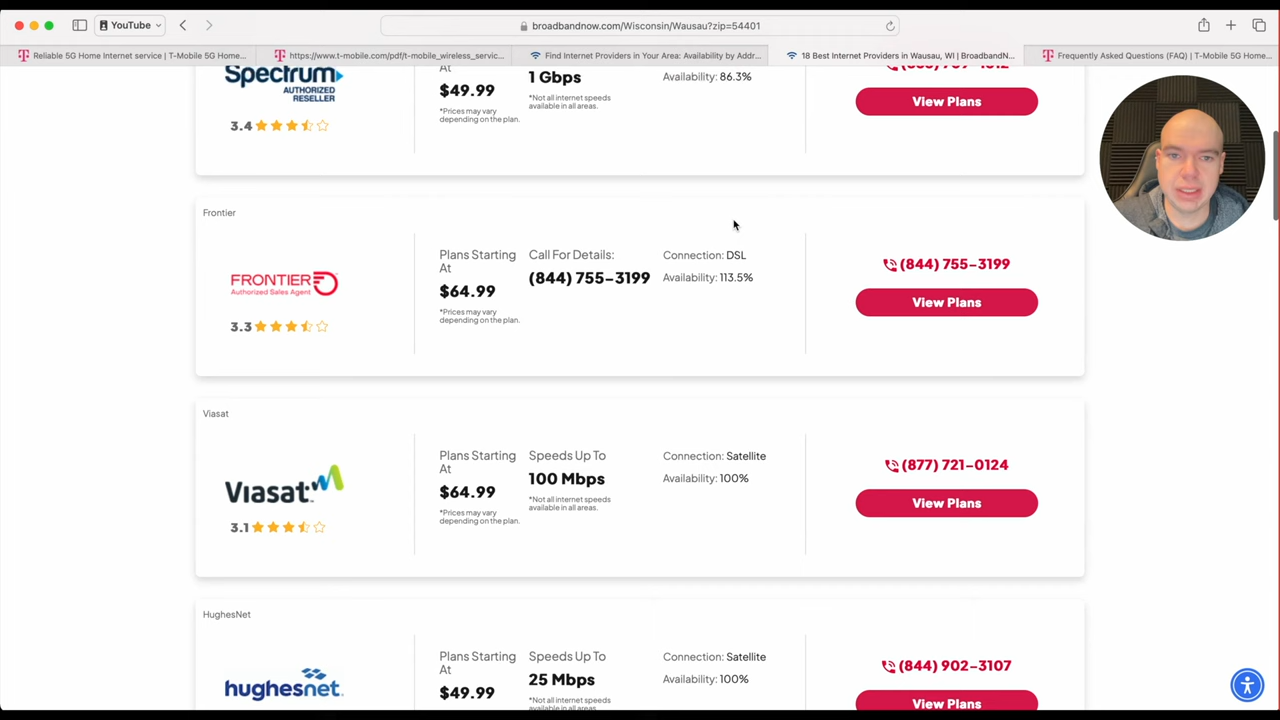 YouTube
broadbandnow.com/Wisconsin/Wausau?zip=54401
Reliable 5G Home Internet service | T-Mobile 5G Home...
https://www.t-mobile.com/pdf/t-mobile_wireless_servic...
Find Internet Providers in Your Area: Availability by Addr...
18 Best Internet Providers in Wausau, WI | BroadbandN...
Frequently Asked Questions (FAQ) | T-Mobile 5G Home...
Spectrum
AUTHORIZED
RESELLER
3.4
At
$49.99
*Prices may vary
depending on the plan.
1 Gbps
*Not all internet speeds
available in all areas.
Availability: 86.3%
View Plans
Frontier
FRONTIER
Authorized Sales Agent
3.3
Plans Starting
At
$64.99
*Prices may vary
depending on the plan.
Call For Details:
(844) 755-3199
Connection: DSL
Availability: 113.5%
(844) 755-3199
View Plans
Viasat
Viasat
3.1
Plans Starting
At
$64.99
*Prices may vary
depending on the plan.
Speeds Up To
100 Mbps
*Not all internet speeds
available in all areas.
Connection: Satellite
Availability: 100%
(877) 721-0124
View Plans
HughesNet
hughesnet.
Plans Starting
At
$49.99
Speeds Up To
25 Mbps
*Not all internet speeds
Connection: Satellite
Availability: 100%
(844) 902-3107
View Plans